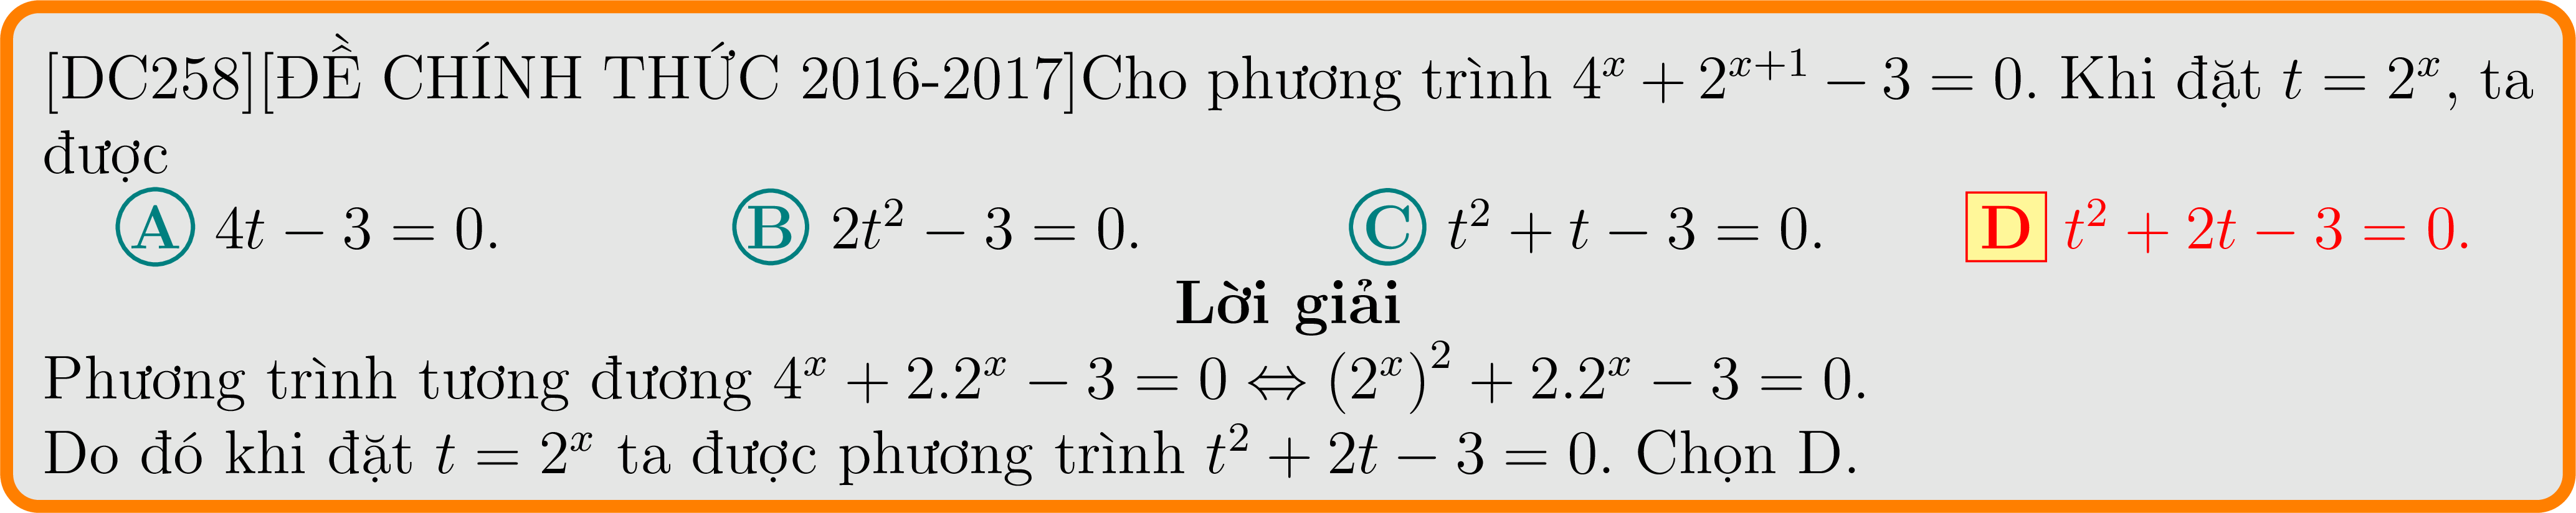 [DC258][ĐỀ CHÍNH THỨC 2016-2017]Cho phương trình $4^x + 2^{x+1} - 3 = 0$. Khi đặt $t = 2^x$, ta
được
A $4t - 3 = 0$. B $2t^2 - 3 = 0$. C $t^2 + t - 3 = 0$. D $t^2 + 2t - 3 = 0$.
Lời giải
Phương trình tương đương $4^x + 2.2^x - 3 = 0 \Leftrightarrow (2^x)^2 + 2.2^x - 3 = 0$.
Do đó khi đặt $t = 2^x$ ta được phương trình $t^2 + 2t - 3 = 0$. Chọn D.